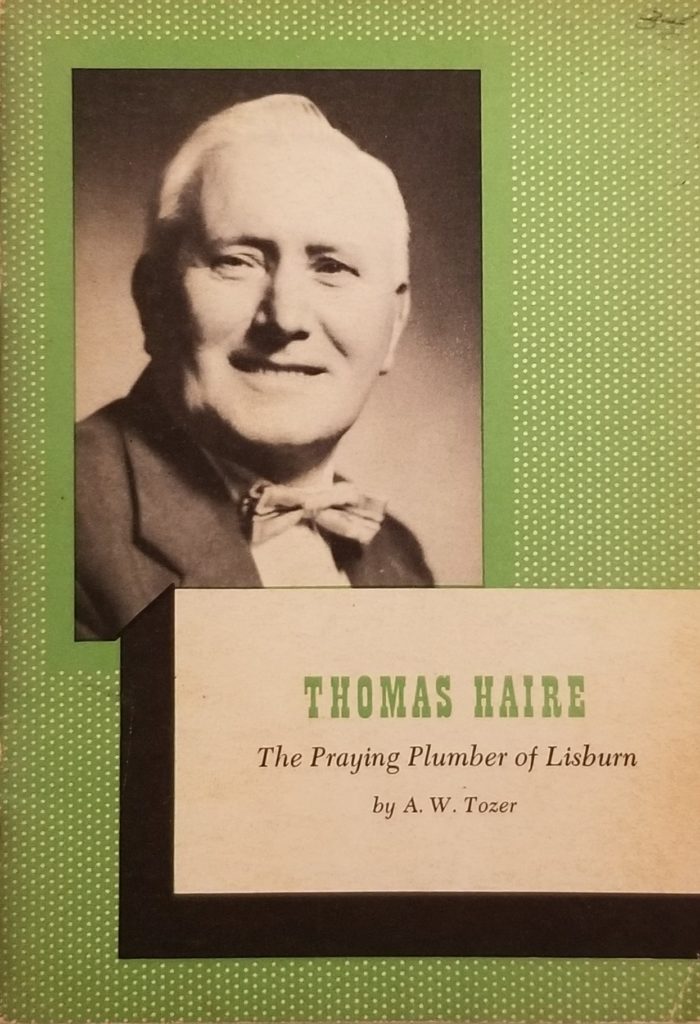 THOMAS HAIRE
The Praying Plumber of Lisburn
by A. W. Tozer